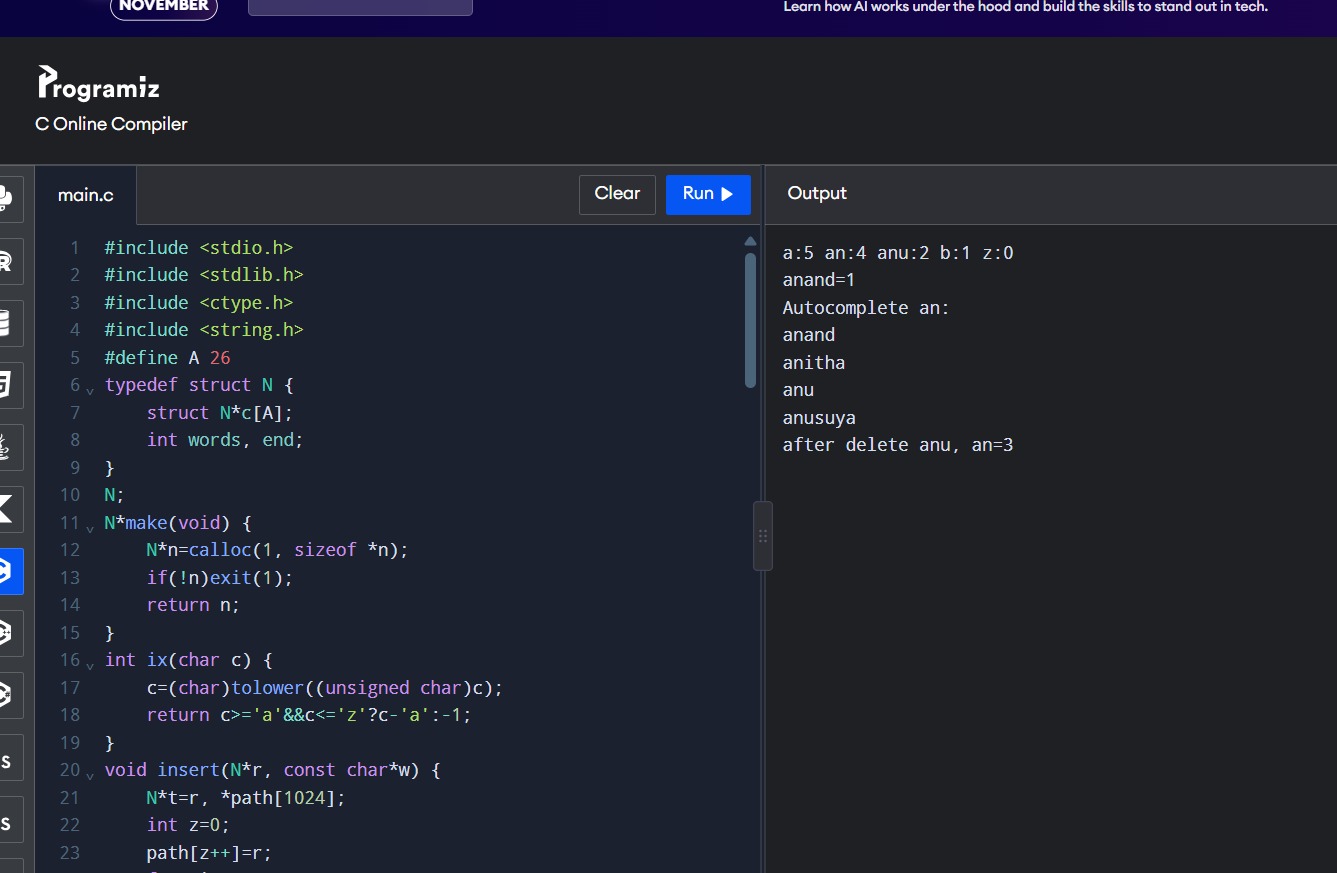 NOVEMBER
Learn how AI works under the hood and build the skills to stand out in tech.
Programiz
C Online Compiler
main.c
Clear
Run
Output
1 #include <stdio.h>
2 #include <stdlib.h>
3 #include <ctype.h>
4 #include <string.h>
5 #define A 26
6 typedef struct N {
7     struct N*c[A];
8     int words, end;
9 }
10 N;
11 N*make(void) {
12     N*n=calloc(1, sizeof *n);
13     if(!n)exit(1);
14     return n;
15 }
16 int ix(char c) {
17     c=(char)tolower((unsigned char)c);
18     return c>='a'&&c<='z'?c-'a':-1;
19 }
20 void insert(N*r, const char*w) {
21     N*t=r, *path[1024];
22     int z=0;
23     path[z++]=r;
a:5 an:4 anu:2 b:1 z:0
anand=1
Autocomplete an:
anand
anitha
anu
anusuya
after delete anu, an=3